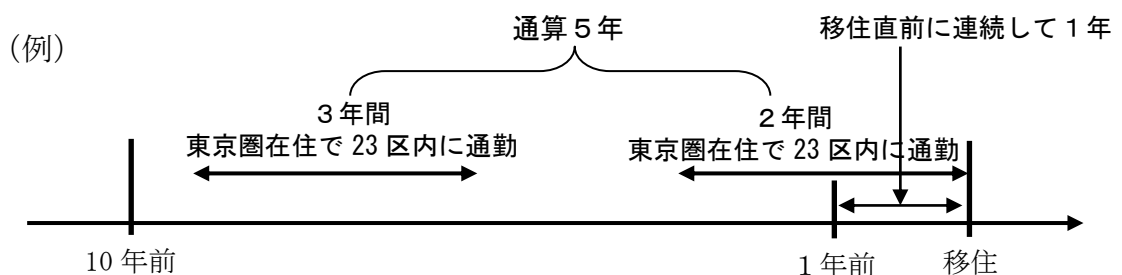 (例)
通算５年
移住直前に連続して１年
３年間
東京圏在住で 23 区内に通勤
２年間
東京圏在住で 23 区内に通勤
10 年前
１年前
移住